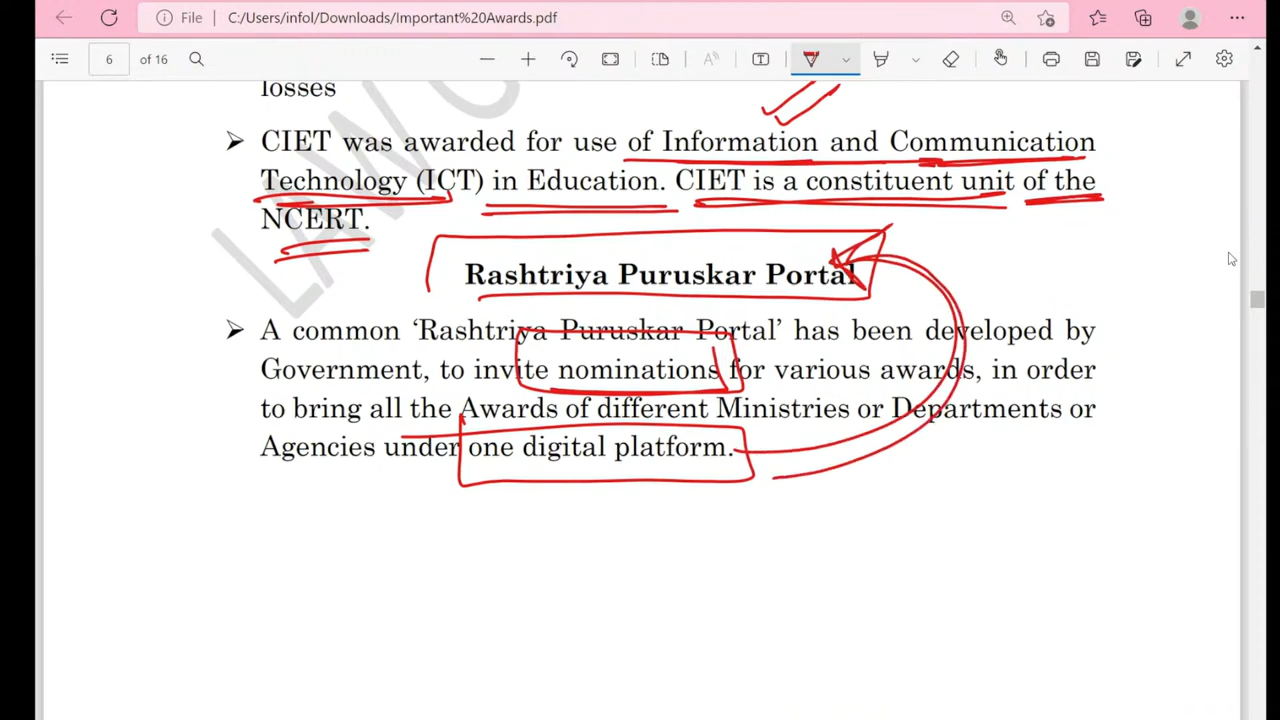 File
C:/Users/infol/Downloads/Important%20Awards.pdf
6 of 16
losses
➢ CIET was awarded for use of Information and Communication
Technology (ICT) in Education. CIET is a constituent unit of the
NCERT.
Rashtriya Puruskar Portal
➢ A common ‘Rashtriya Puruskar Portal’ has been developed by
Government, to invite nominations for various awards, in order
to bring all the Awards of different Ministries or Departments or
Agencies under one digital platform.
LAW